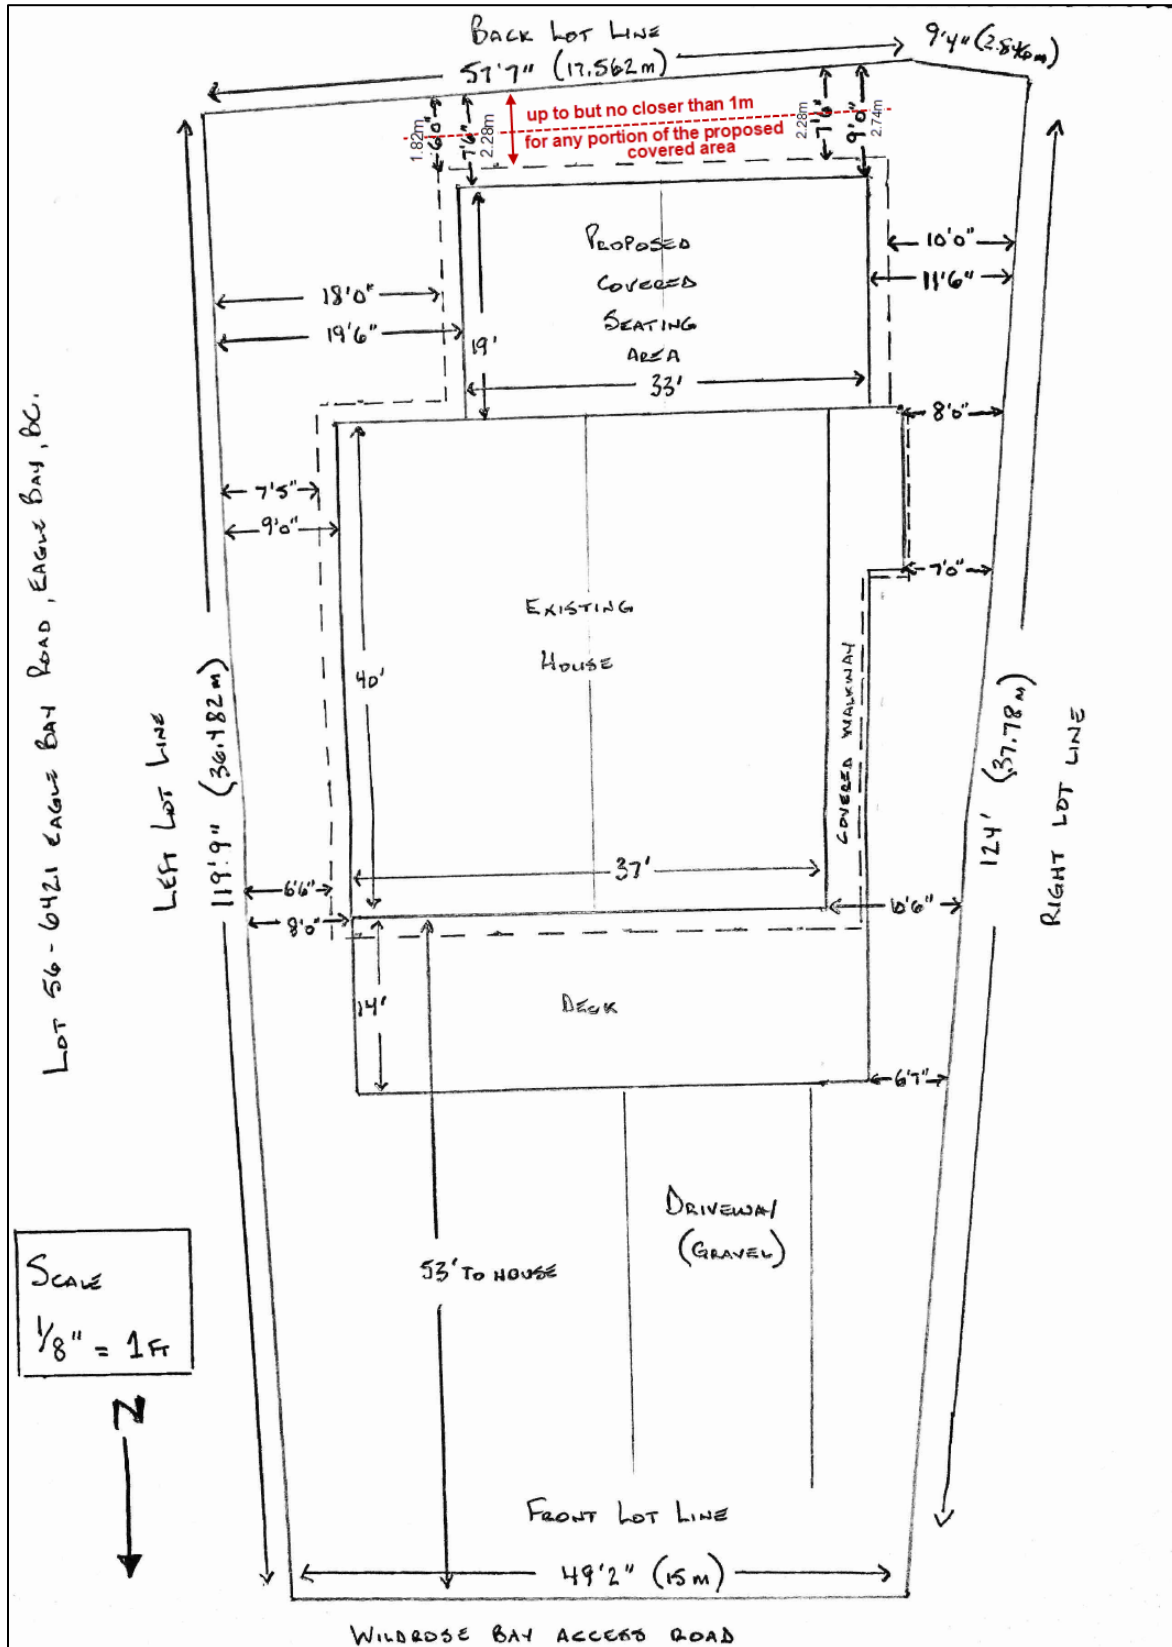 BACK LOT LINE
57'7" (17.562m)
9'4" (2.846m)
up to but no closer than 1m
for any portion of the proposed
covered area
1.82m
6'0"
7'6"
2.28m
2.28m
7'6"
9'0"
2.74m
PROPOSED
COVERED
SEATING
AREA
10'0"
11'6"
18'0"
19'6"
19'
33'
8'0"
7'5"
9'0"
7'0"
EXISTING
HOUSE
40'
COVERED WALKWAY
LOT 56 - 6421 EAGLE BAY ROAD, EAGLE BAY, BC.
LEFT LOT LINE
119'9" (36.482m)
124' (37.78m)
RIGHT LOT LINE
37'
6'6"
8'0"
6'6"
14'
DECK
6'7"
DRIVEWAY
(GRAVEL)
53' TO HOUSE
SCALE
1/8" = 1FT
N
FRONT LOT LINE
49'2" (15m)
WILDROSE BAY ACCESS ROAD